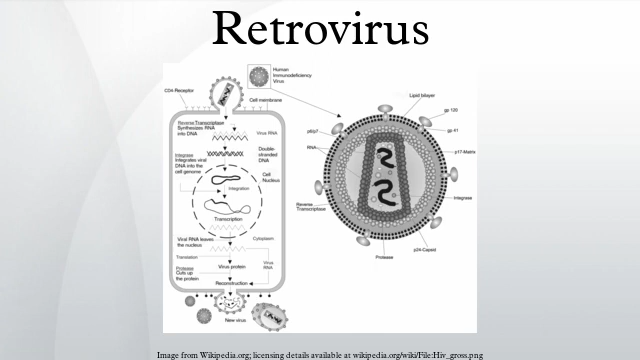 Retrovirus
Human
Immunodeficiency
Virus
CD4 Receptor
Cell membrane
Reverse Transcriptase
Synthesizes RNA
into DNA
Virus RNA
Integrase
Integrates viral
DNA into the
cell genome
Double-
stranded
DNA
Cell
Nucleus
Integration
Transcription
Viral RNA leaves
the nucleus
Cytoplasm
Translation
Protease
Cuts up
the protein
Virus protein
Virus
RNA
Reconstruction
New virus
Lipid bilayer
gp 120
gp 41
p6/p7
RNA
p17-Matrix
Integrase
Reverse
Transcriptase
p24-Capsid
Protease
Image from Wikipedia.org; licensing details available at wikipedia.org/wiki/File:Hiv_gross.png